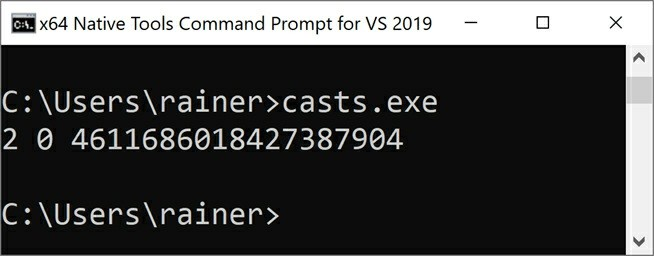 x64 Native Tools Command Prompt for VS 2019
C:\Users\rainer>casts.exe
2 0 4611686018427387904
C:\Users\rainer>